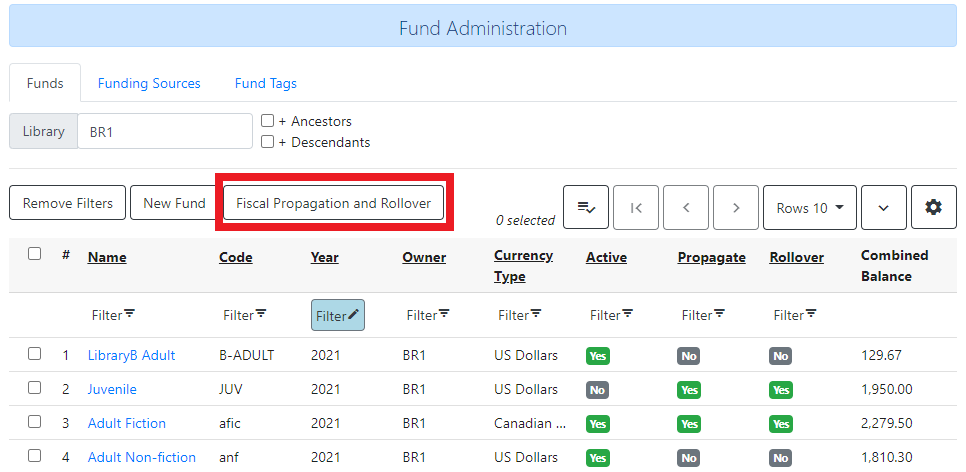 Fund Administration
Funds Funding Sources Fund Tags
Library BR1 + Ancestors
+ Descendants
Remove Filters New Fund Fiscal Propagation and Rollover 0 selected Rows 10
# Name Code Year Owner Currency Type Active Propagate Rollover Combined Balance
Filter Filter Filter Filter Filter Filter Filter Filter
1 LibraryB Adult B-ADULT 2021 BR1 US Dollars Yes No No 129.67
2 Juvenile JUV 2021 BR1 US Dollars No Yes Yes 1,950.00
3 Adult Fiction afic 2021 BR1 Canadian ... Yes Yes Yes 2,279.50
4 Adult Non-fiction anf 2021 BR1 US Dollars Yes No No 1,810.30